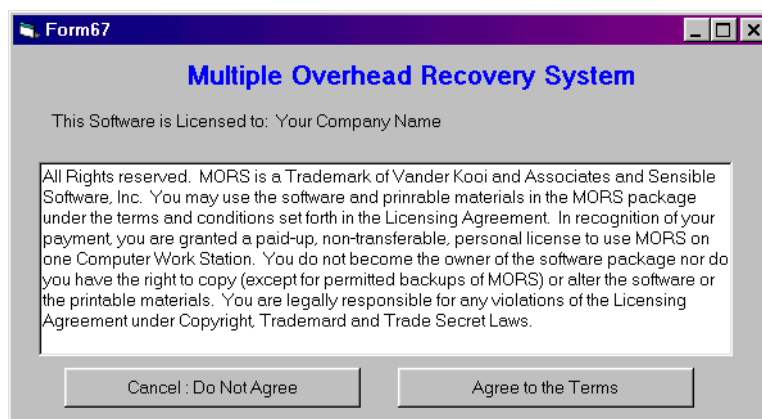 Form67
Multiple Overhead Recovery System
This Software is Licensed to: Your Company Name
All Rights reserved. MORS is a Trademark of Vander Kooi and Associates and Sensible
Software, Inc. You may use the software and prinrable materials in the MORS package
under the terms and conditions set forth in the Licensing Agreement. In recognition of your
payment, you are granted a paid-up, non-transferable, personal license to use MORS on
one Computer Work Station. You do not become the owner of the software package nor do
you have the right to copy (except for permitted backups of MORS) or alter the software or
the printable materials. You are legally responsible for any violations of the Licensing
Agreement under Copyright, Trademard and Trade Secret Laws.
Cancel : Do Not Agree
Agree to the Terms